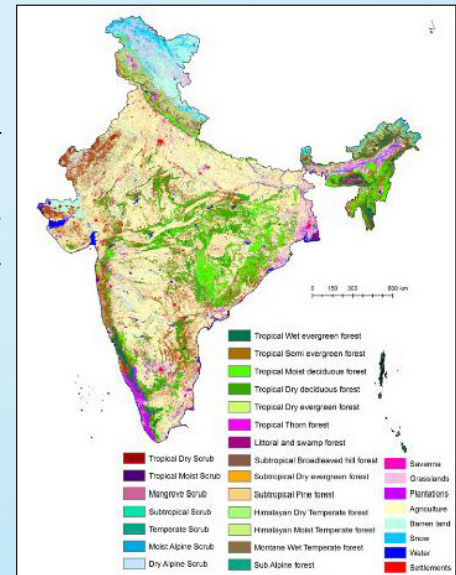 0 150 300 600 km
Tropical Wet evergreen forest
Tropical Semi evergreen forest
Tropical Moist deciduous forest
Tropical Dry deciduous forest
Tropical Dry evergreen forest
Tropical Thorn forest
Littoral and swamp forest
Tropical Dry Scrub
Tropical Moist Scrub
Mangrove Scrub
Subtropical Scrub
Temperate Scrub
Moist Alpine Scrub
Dry Alpine Scrub
Subtropical Broadleaved hill forest
Subtropical Dry evergreen forest
Subtropical Pine forest
Himalayan Dry Temperate forest
Himalayan Moist Temperate forest
Montane Wet Temperate forest
Sub Alpine forest
Savanna
Grasslands
Plantations
Agriculture
Barren land
Snow
Water
Settlements